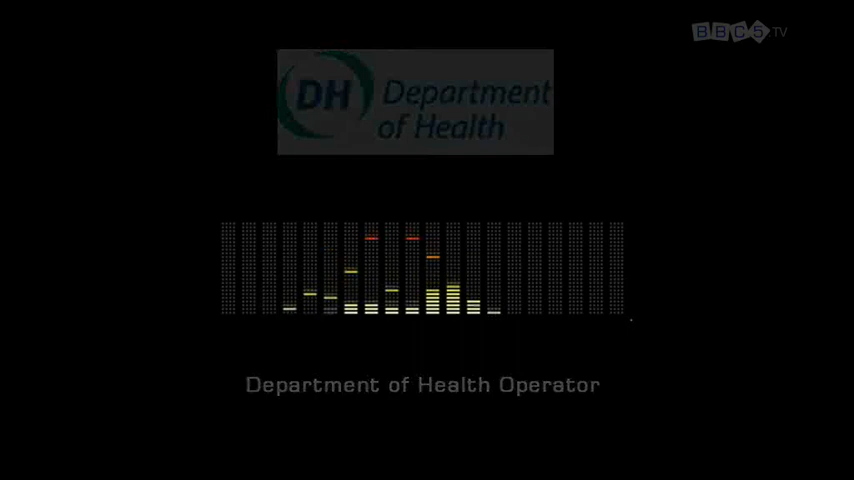 BBC5.TV
DH Department
of Health
Department of Health Operator